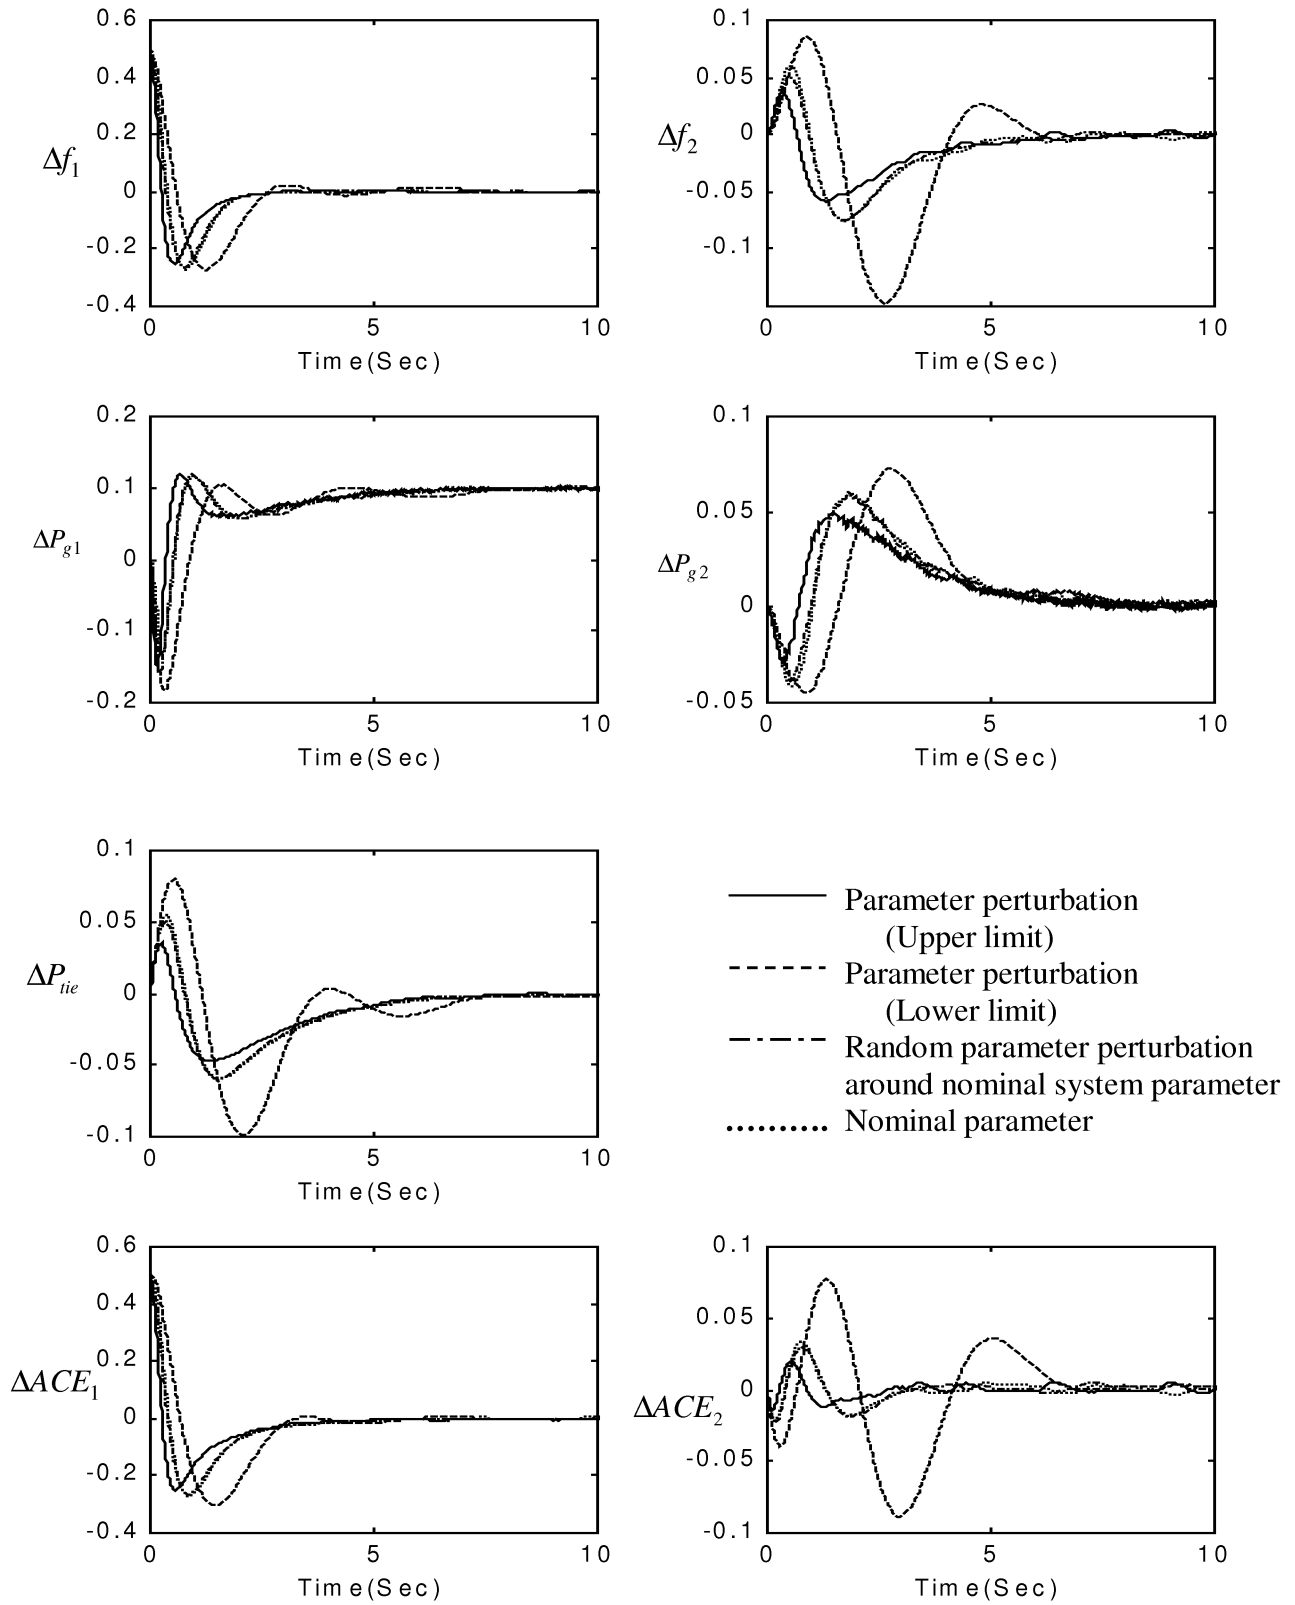 0.6
0.4
0.2
0
-0.2
-0.4
Δf1
0 5 10
Time(Sec)
0.1
0.05
0
-0.05
-0.1
Δf2
0 5 10
Time(Sec)
0.2
0.1
0
-0.1
-0.2
ΔPg1
0 5 10
Time(Sec)
0.1
0.05
0
-0.05
ΔPg2
0 5 10
Time(Sec)
0.1
0.05
0
-0.05
-0.1
ΔPtie
0 5 10
Time(Sec)
Parameter perturbation
(Upper limit)
Parameter perturbation
(Lower limit)
Random parameter perturbation
around nominal system parameter
Nominal parameter
0.6
0.4
0.2
0
-0.2
-0.4
ΔACE1
0 5 10
Time(Sec)
0.1
0.05
0
-0.05
-0.1
ΔACE2
0 5 10
Time(Sec)